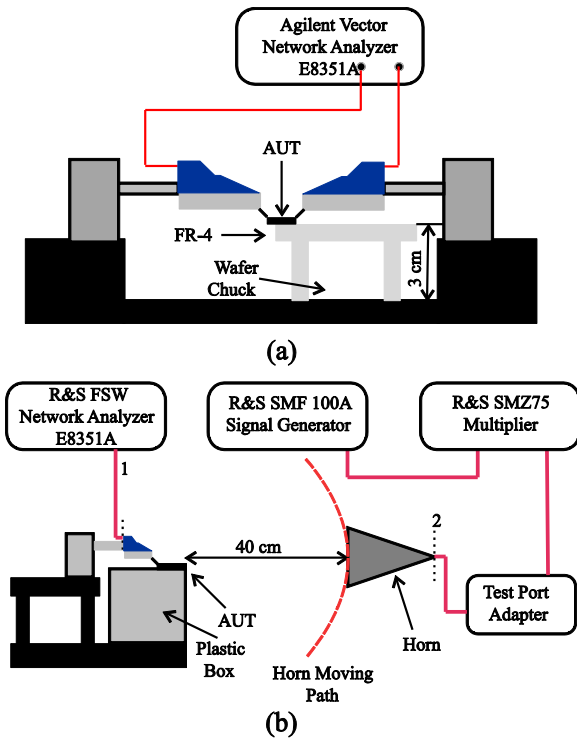 Agilent Vector
Network Analyzer
E8351A
AUT
FR-4
Wafer
Chuck
3 cm
(a)
R&S FSW
Network Analyzer
E8351A
R&S SMF 100A
Signal Generator
R&S SMZ75
Multiplier
1
2
40 cm
Test Port
Adapter
AUT
Plastic
Box
Horn
Horn Moving
Path
(b)